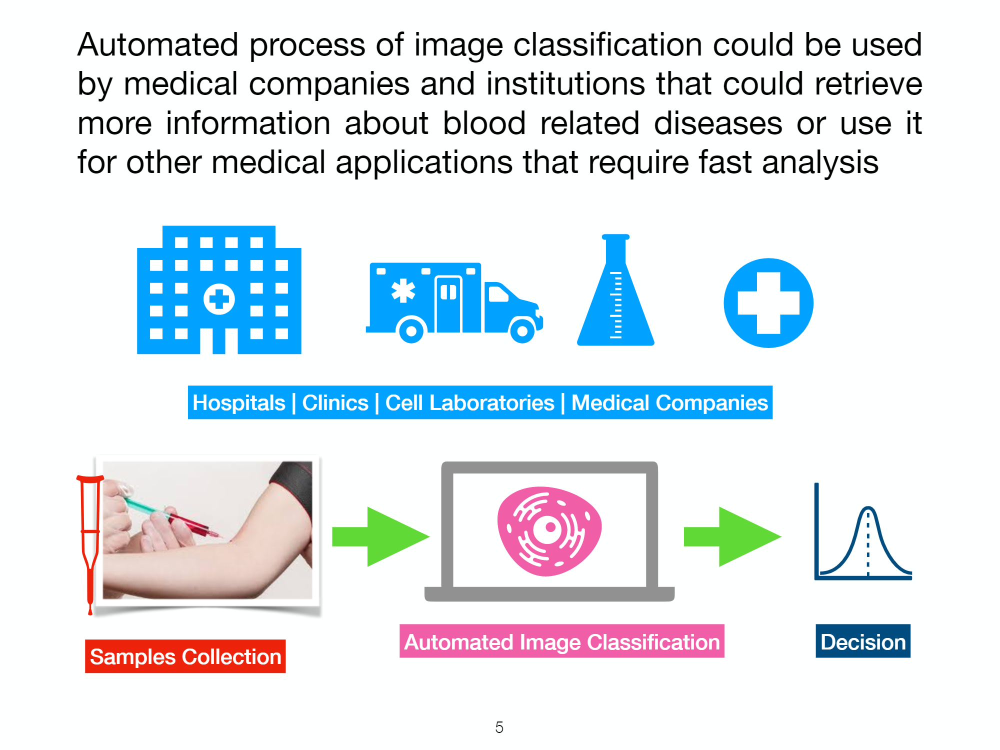 Automated process of image classification could be used
by medical companies and institutions that could retrieve
more information about blood related diseases or use it
for other medical applications that require fast analysis
Hospitals | Clinics | Cell Laboratories | Medical Companies
Samples Collection
Automated Image Classification
Decision
5